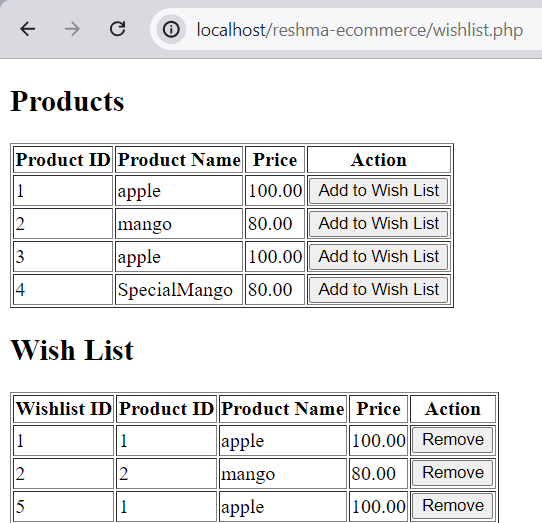 localhost/reshma-ecommerce/wishlist.php
Products
Product ID Product Name Price Action
1 apple 100.00 Add to Wish List
2 mango 80.00 Add to Wish List
3 apple 100.00 Add to Wish List
4 SpecialMango 80.00 Add to Wish List
Wish List
Wishlist ID Product ID Product Name Price Action
1 1 apple 100.00 Remove
2 2 mango 80.00 Remove
5 1 apple 100.00 Remove